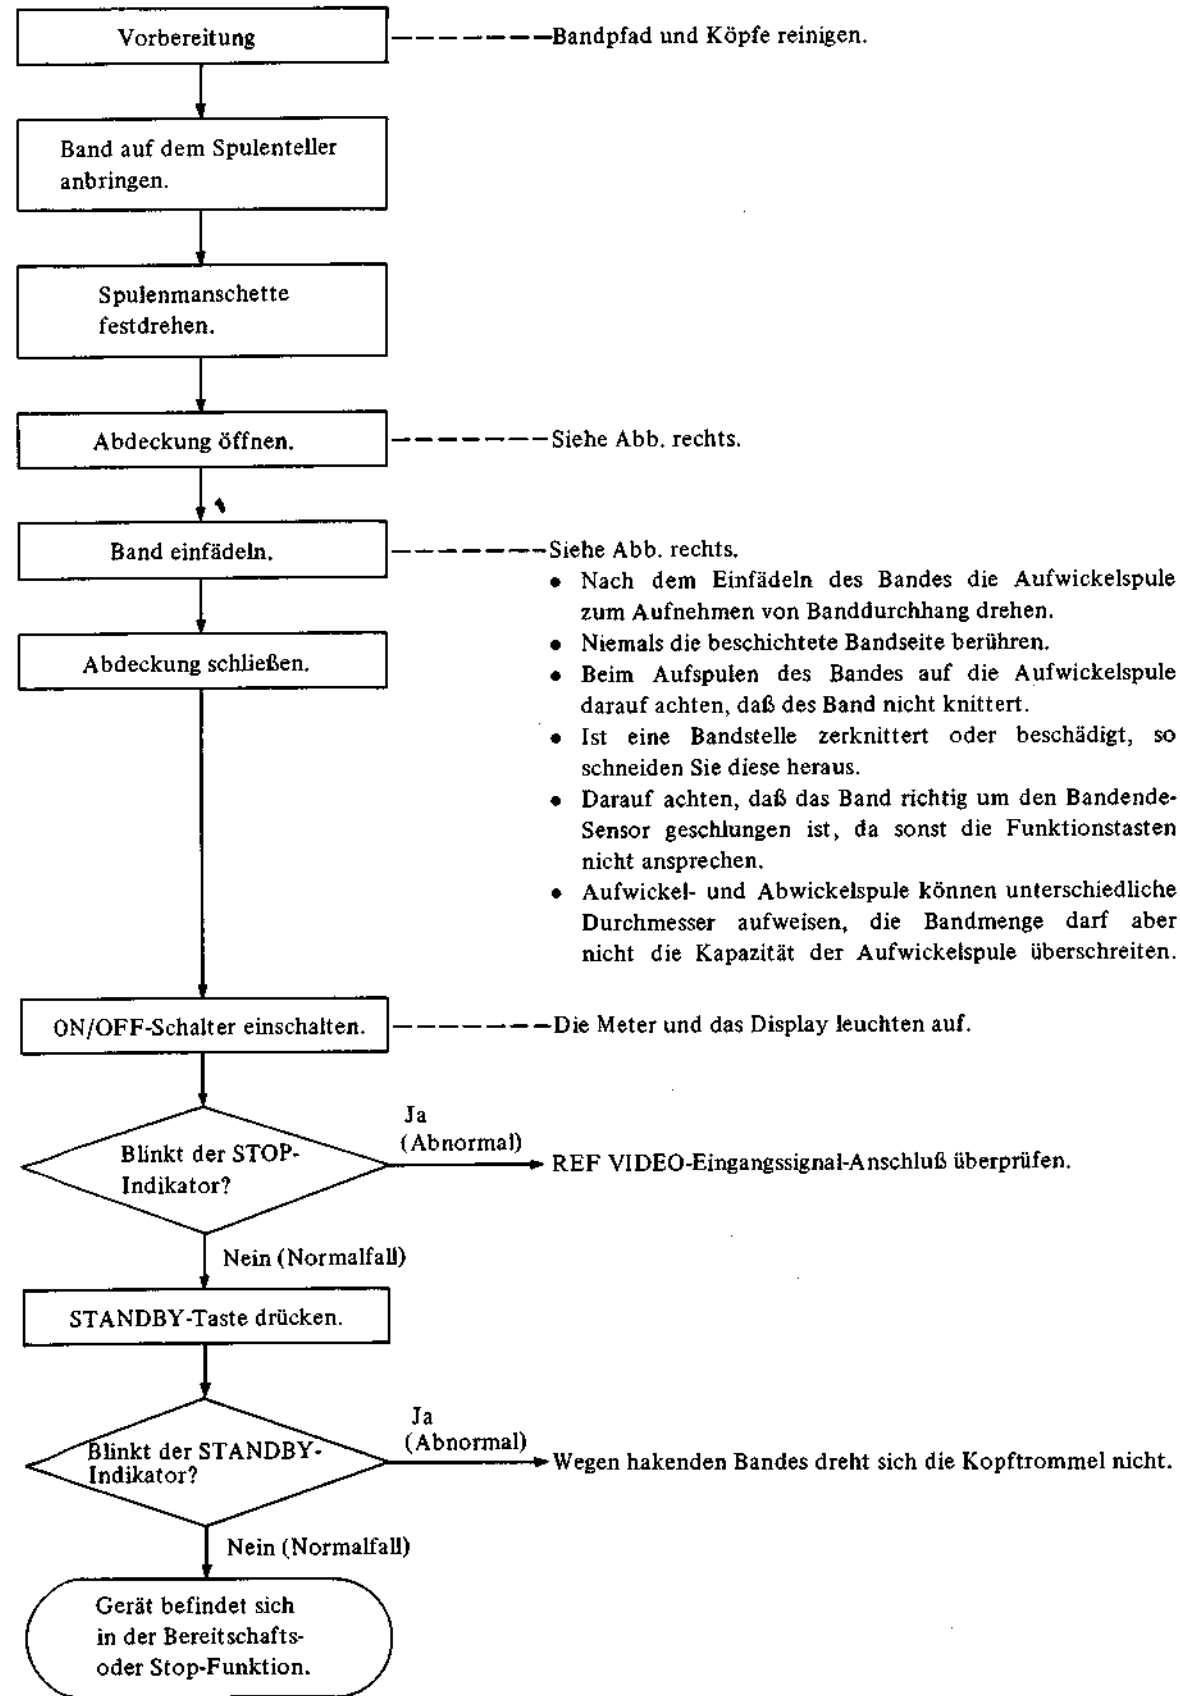 Vorbereitung
Bandpfad und Köpfe reinigen.
Band auf dem Spulenteller
anbringen.
Spulenmanschette
festdrehen.
Abdeckung öffnen.
Siehe Abb. rechts.
Band einfädeln.
Siehe Abb. rechts.
• Nach dem Einfädeln des Bandes die Aufwickelspule
zum Aufnehmen von Banddurchhang drehen.
• Niemals die beschichtete Bandseite berühren.
• Beim Aufspulen des Bandes auf die Aufwickelspule
darauf achten, daß des Band nicht knittert.
• Ist eine Bandstelle zerknittert oder beschädigt, so
schneiden Sie diese heraus.
• Darauf achten, daß das Band richtig um den Bandende-
Sensor geschlungen ist, da sonst die Funktionstasten
nicht ansprechen.
• Aufwickel- und Abwickelspule können unterschiedliche
Durchmesser aufweisen, die Bandmenge darf aber
nicht die Kapazität der Aufwickelspule überschreiten.
Abdeckung schließen.
ON/OFF-Schalter einschalten.
Die Meter und das Display leuchten auf.
Blinkt der STOP-
Indikator?
Ja
(Abnormal)
REF VIDEO-Eingangssignal-Anschluß überprüfen.
Nein (Normalfall)
STANDBY-Taste drücken.
Blinkt der STANDBY-
Indikator?
Ja
(Abnormal)
Wegen hakenden Bandes dreht sich die Kopftrommel nicht.
Nein (Normalfall)
Gerät befindet sich
in der Bereitschafts-
oder Stop-Funktion.